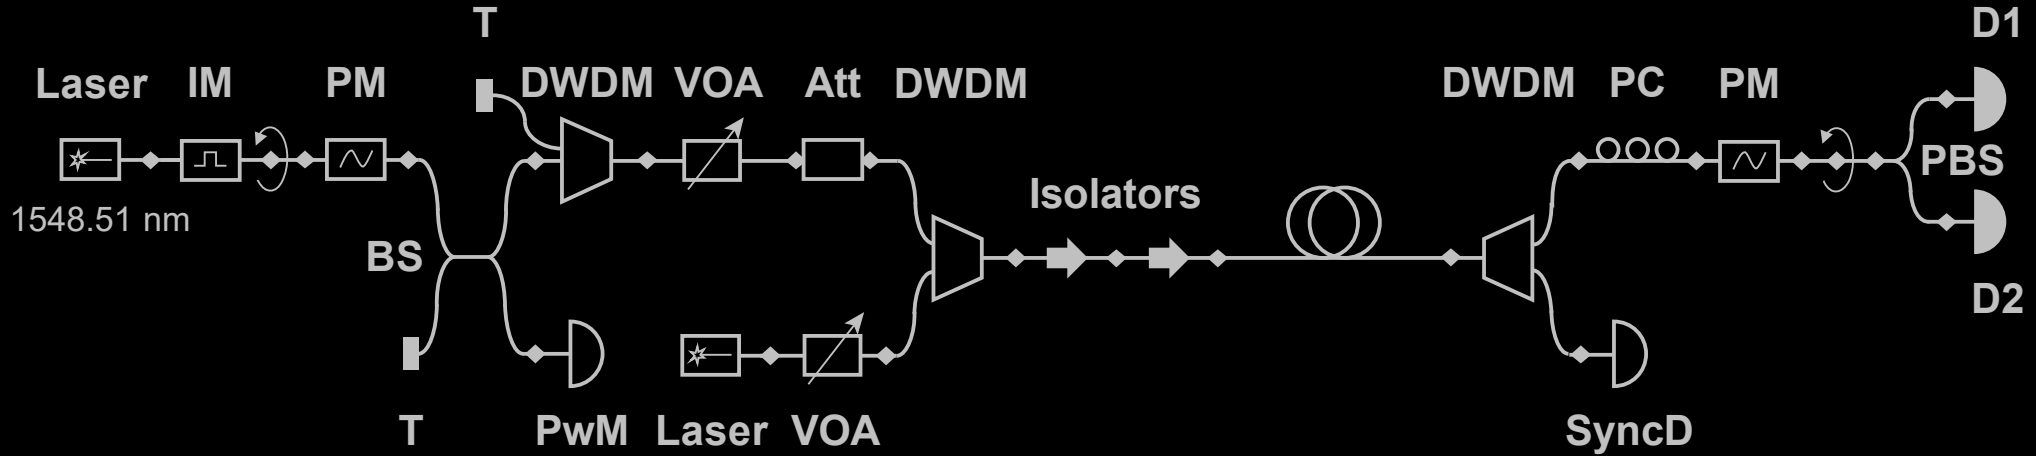 T
D1
Laser IM PM DWDM VOA Att DWDM DWDM PC PM
PBS
Isolators
1548.51 nm
BS
D2
T PwM Laser VOA SyncD